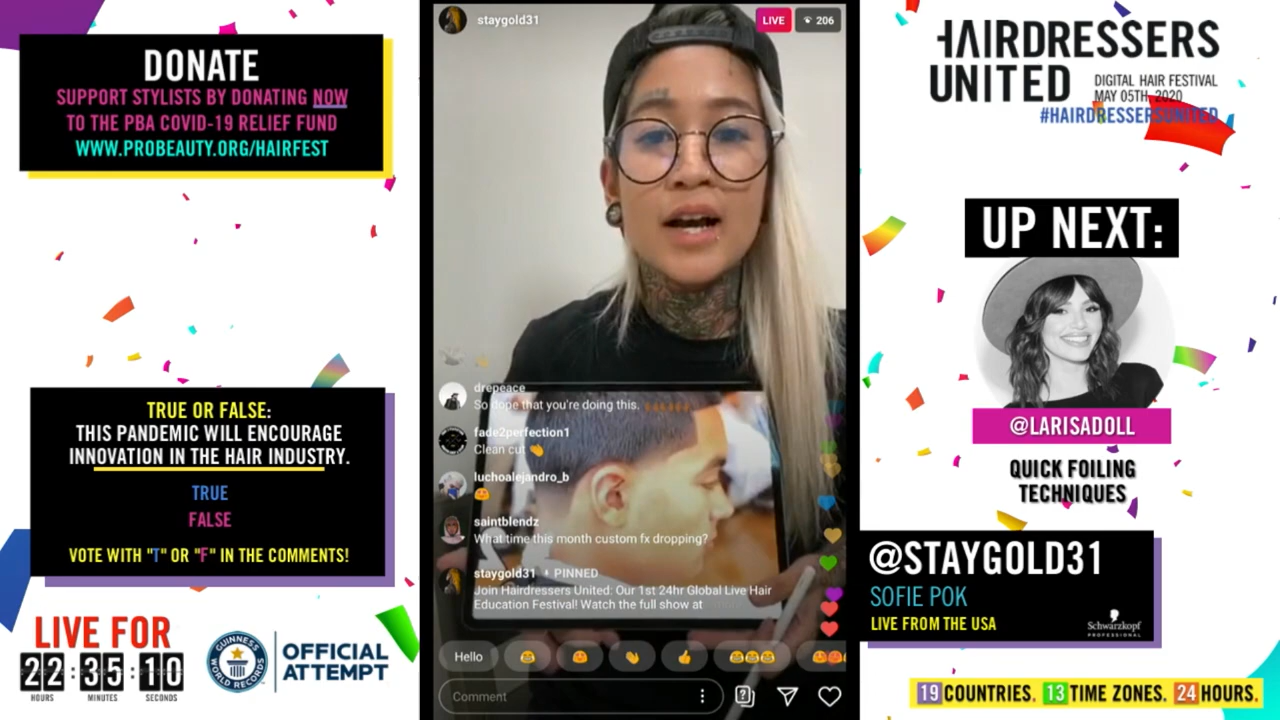 DONATE
SUPPORT STYLISTS BY DONATING NOW
TO THE PBA COVID-19 RELIEF FUND
WWW.PROBEAUTY.ORG/HAIRFEST
TRUE OR FALSE:
THIS PANDEMIC WILL ENCOURAGE
INNOVATION IN THE HAIR INDUSTRY.
TRUE
FALSE
VOTE WITH "T" OR "F" IN THE COMMENTS!
LIVE FOR
22:35:10
HOURS MINUTES SECONDS
GUINNESS WORLD RECORDS
OFFICIAL
ATTEMPT
staygold31
LIVE 206
drepeace
So dope that you're doing this.
fade2perfection1
Clean cut 👏
luchoalejandro_b
saintblendz
What time this month custom fx dropping?
staygold31 PINNED
Join Hairdressers United: Our 1st 24hr Global Live Hair
Education Festival! Watch the full show at
Hello
Comment
HAIRDRESSERS
UNITED
DIGITAL HAIR FESTIVAL
MAY 05TH, 2020
#HAIRDRESSERSUNITED
UP NEXT:
@LARISADOLL
QUICK FOILING
TECHNIQUES
@STAYGOLD31
SOFIE POK
LIVE FROM THE USA
Schwarzkopf
PROFESSIONAL
19 COUNTRIES. 13 TIME ZONES. 24 HOURS.